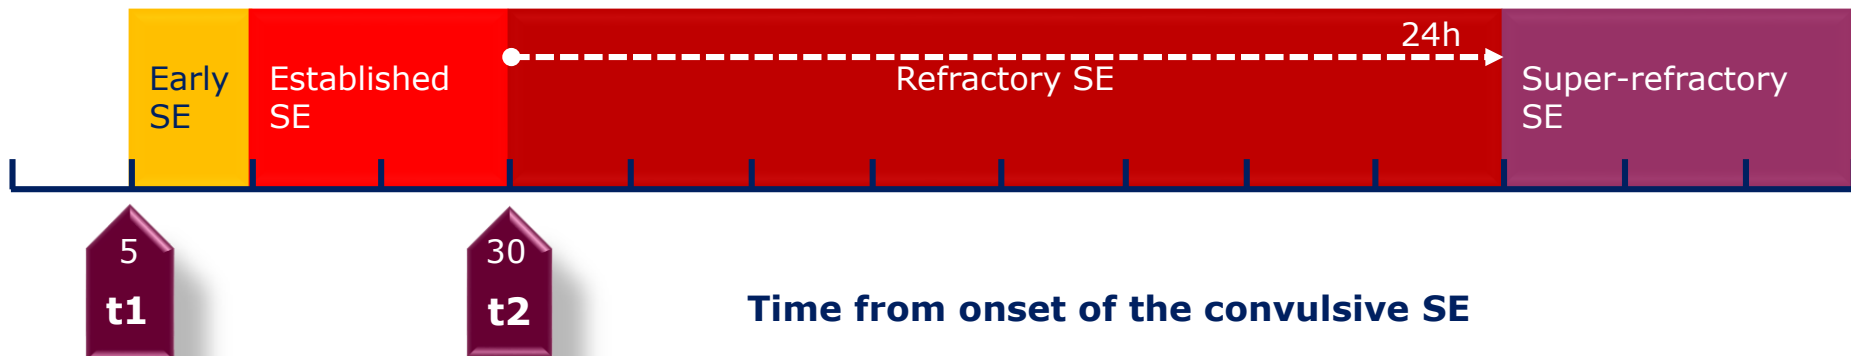 24h
Early
SE
Established
SE
Refractory SE
Super-refractory
SE
5
t1
30
t2
Time from onset of the convulsive SE